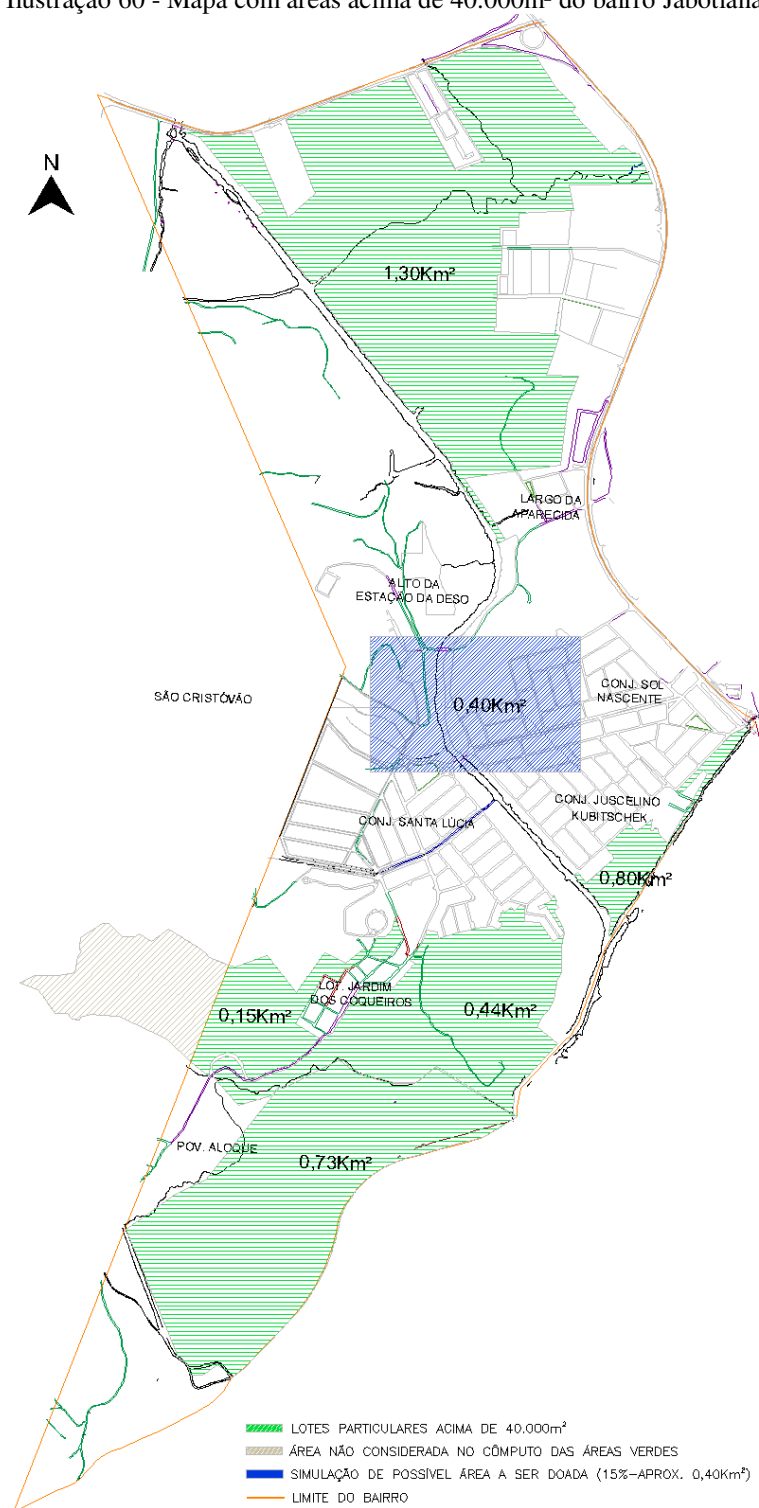 Ilustração 60 - Mapa com áreas acima de 40.000m² do bairro Jabotiana
N
1,30Km²
LARGO DA
APARECIDA
ALTO DA
ESTAÇÃO DA DESO
SÃO CRISTÓVÃO
0,40Km²
CONJ. SOL
NASCENTE
CONJ. JUSCELINO
KUBITSCHEK
CONJ. SANTA LÚCIA
0,80Km²
LOT. JARDIM
DOS COQUEIROS
0,15Km²
0,44Km²
POV. ALOQUE
0,73Km²
LOTES PARTICULARES ACIMA DE 40.000m²
ÁREA NÃO CONSIDERADA NO CÔMPUTO DAS ÁREAS VERDES
SIMULAÇÃO DE POSSÍVEL ÁREA A SER DOADA (15%-APROX. 0,40Km²)
LIMITE DO BAIRRO